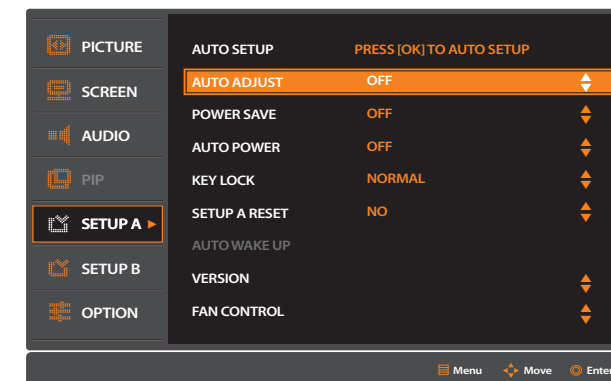 PICTURE
SCREEN
AUDIO
PIP
SETUP A
SETUP B
OPTION
AUTO SETUP PRESS [OK] TO AUTO SETUP
AUTO ADJUST OFF
POWER SAVE OFF
AUTO POWER OFF
KEY LOCK NORMAL
SETUP A RESET NO
AUTO WAKE UP
VERSION
FAN CONTROL
Menu Move Enter